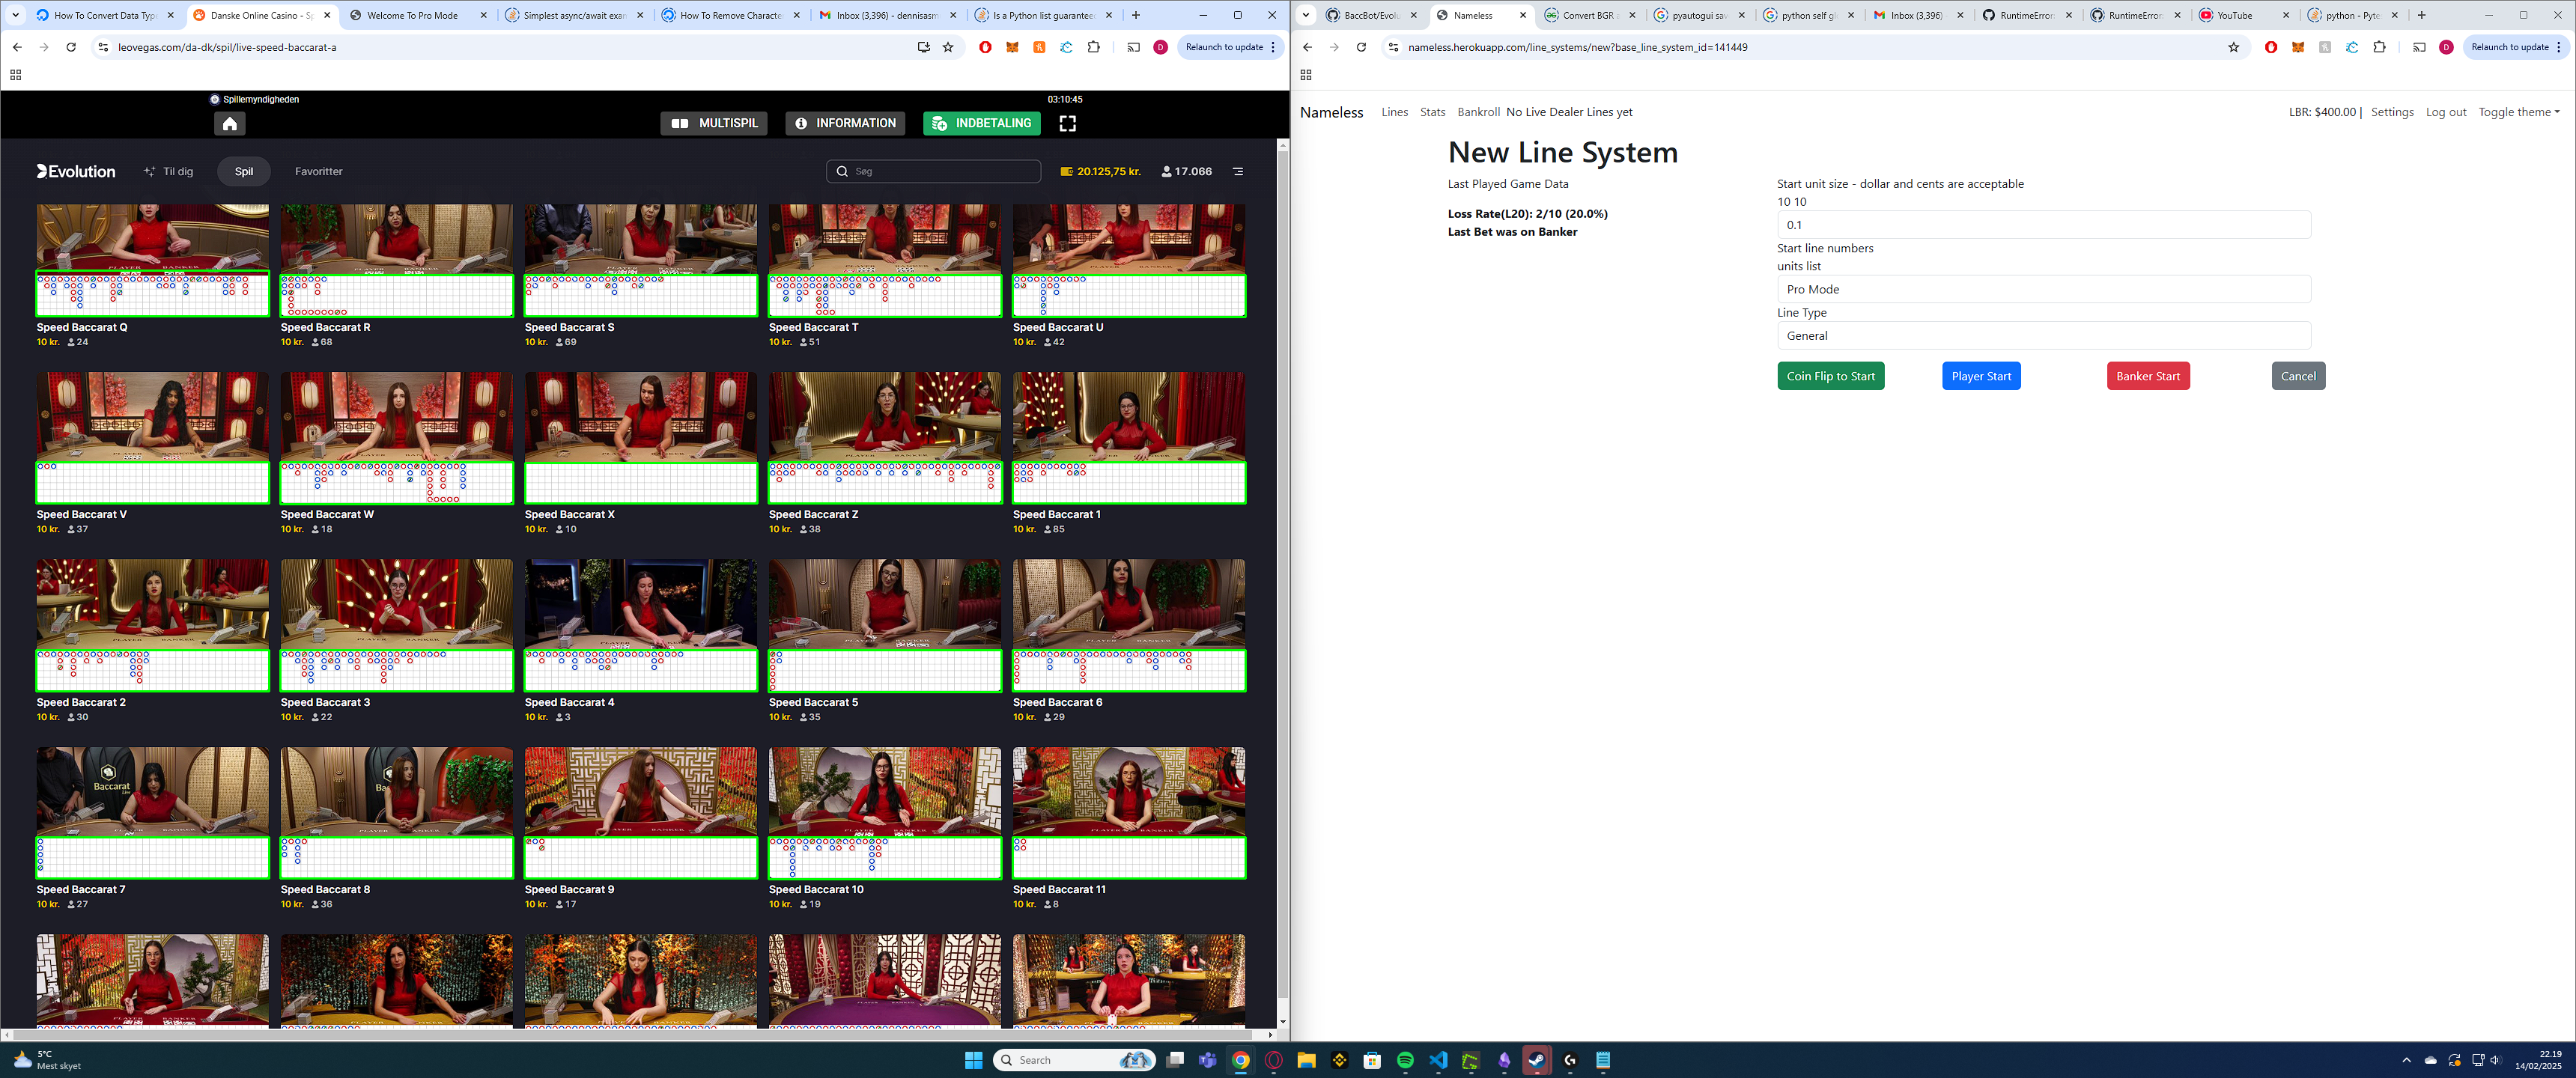 How To Convert Data Type
Danske Online Casino - Sp
Welcome To Pro Mode
Simplest async/await exam
How To Remove Characte
Inbox (3,396) - dennisasm
Is a Python list guarantee
leovegas.com/da-dk/spil/live-speed-baccarat-a
Relaunch to update
Spillemyndigheden
03:10:45
MULTISPIL
INFORMATION
INDBETALING
Evolution
Til dig
Spil
Favoritter
Søg
20.125,75 kr.
17.066
Speed Baccarat Q
10 kr. 24
Speed Baccarat R
10 kr. 68
Speed Baccarat S
10 kr. 69
Speed Baccarat T
10 kr. 51
Speed Baccarat U
10 kr. 42
Speed Baccarat V
10 kr. 37
Speed Baccarat W
10 kr. 18
Speed Baccarat X
10 kr. 10
Speed Baccarat Z
10 kr. 38
Speed Baccarat 1
10 kr. 85
Speed Baccarat 2
10 kr. 30
Speed Baccarat 3
10 kr. 22
Speed Baccarat 4
10 kr. 3
Speed Baccarat 5
10 kr. 35
Speed Baccarat 6
10 kr. 29
Baccarat
Speed Baccarat 7
10 kr. 27
Speed Baccarat 8
10 kr. 36
Speed Baccarat 9
10 kr. 17
Speed Baccarat 10
10 kr. 19
Speed Baccarat 11
10 kr. 8
BaccBot/Evolu
Nameless
Convert BGR
pyautogui sav
python self gl
Inbox (3,396)
RuntimeError:
RuntimeError:
YouTube
python - Pyte
nameless.herokuapp.com/line_systems/new?base_line_system_id=141449
Relaunch to update
Nameless
Lines
Stats
Bankroll
No Live Dealer Lines yet
LBR: $400.00 |
Settings
Log out
Toggle theme
New Line System
Last Played Game Data
Loss Rate(L20): 2/10 (20.0%)
Last Bet was on Banker
Start unit size - dollar and cents are acceptable
10 10
0.1
Start line numbers
units list
Pro Mode
Line Type
General
Coin Flip to Start
Player Start
Banker Start
Cancel
5°C
Mest skyet
Search
22.19
14/02/2025